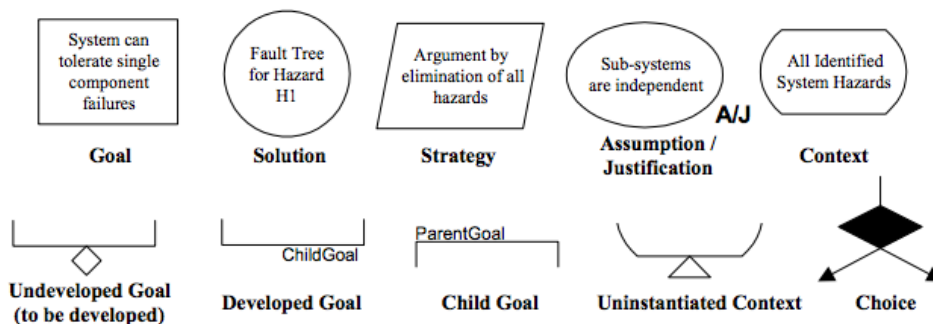 System can
tolerate single
component
failures
Goal
Fault Tree
for Hazard
H1
Solution
Argument by
elimination of all
hazards
Strategy
Sub-systems
are independent
A/J
Assumption /
Justification
All Identified
System Hazards
Context
Undeveloped Goal
(to be developed)
ChildGoal
Developed Goal
ParentGoal
Child Goal
Uninstantiated Context
Choice